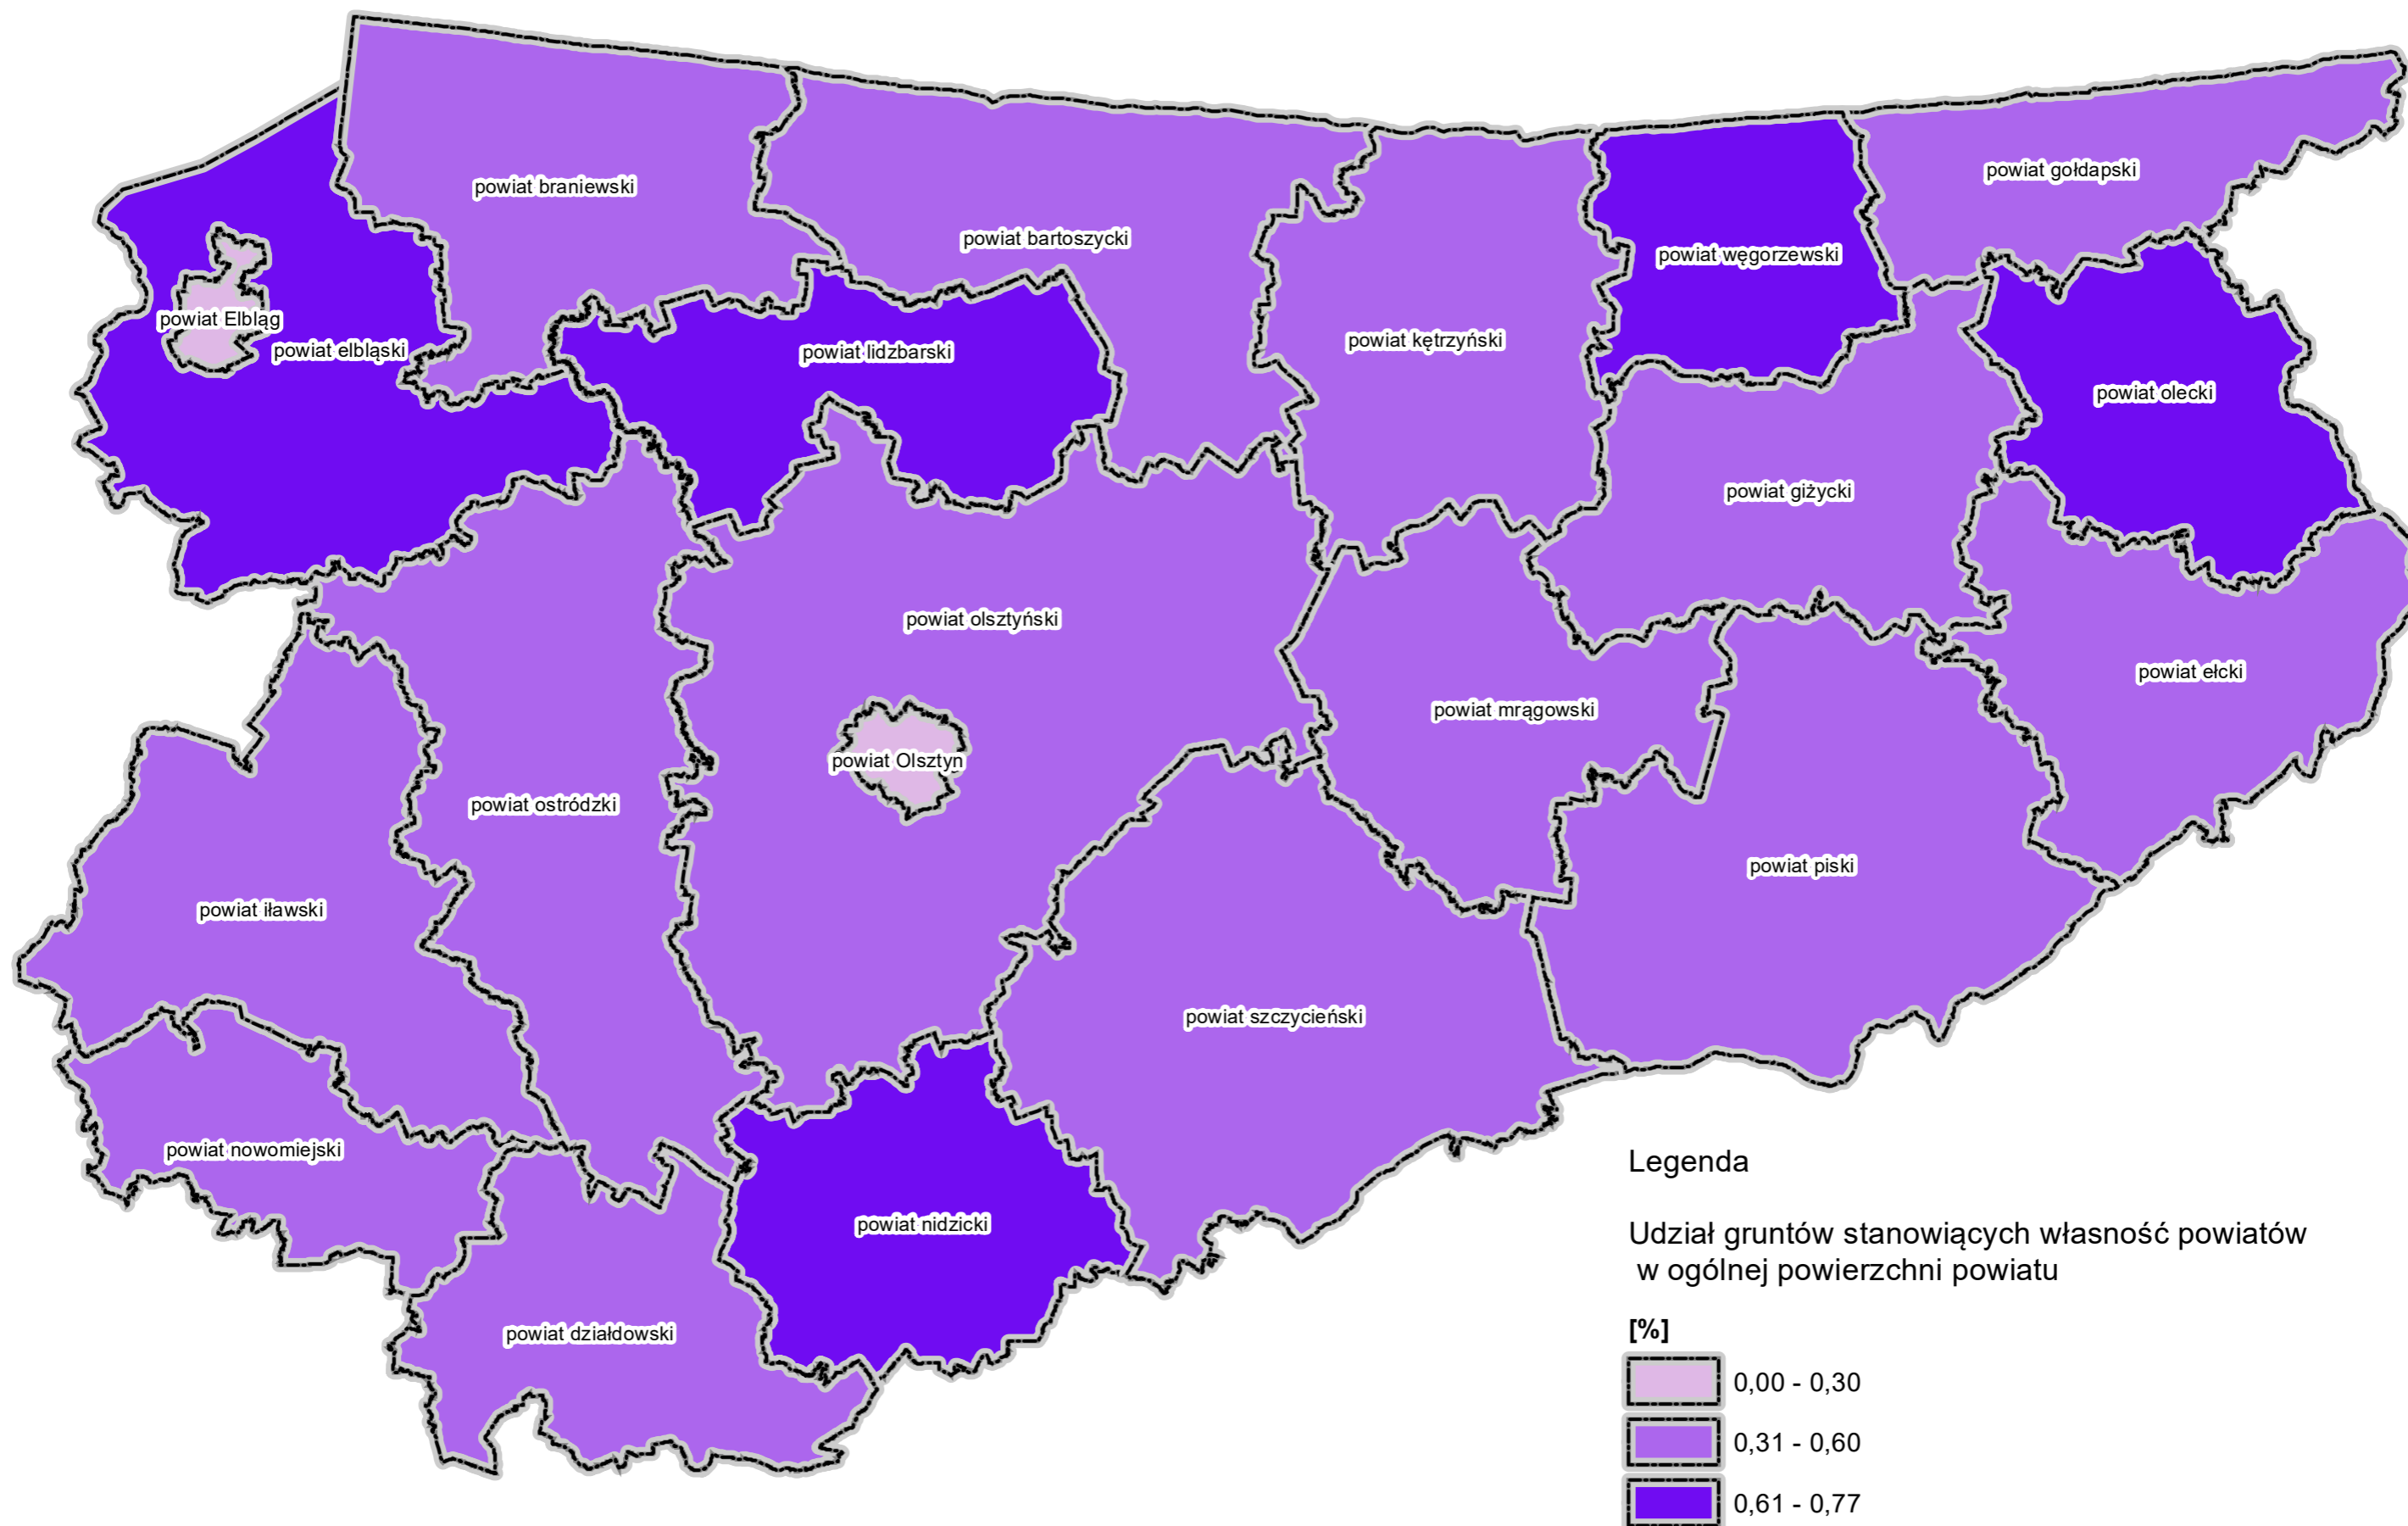 powiat gołdapski
powiat braniewski
powiat bartoszycki
powiat węgorzewski
powiat Elbląg
powiat kętrzyński
powiat elbląski
powiat lidzbarski
powiat olecki
powiat giżycki
powiat olsztyński
powiat ełcki
powiat mrągowski
powiat Olsztyn
powiat ostródzki
powiat piski
powiat iławski
powiat szczycieński
powiat nowomiejski
powiat nidzicki
powiat działdowski
Legenda
Udział gruntów stanowiących własność powiatów
w ogólnej powierzchni powiatu
[%]
0,00 - 0,30
0,31 - 0,60
0,61 - 0,77